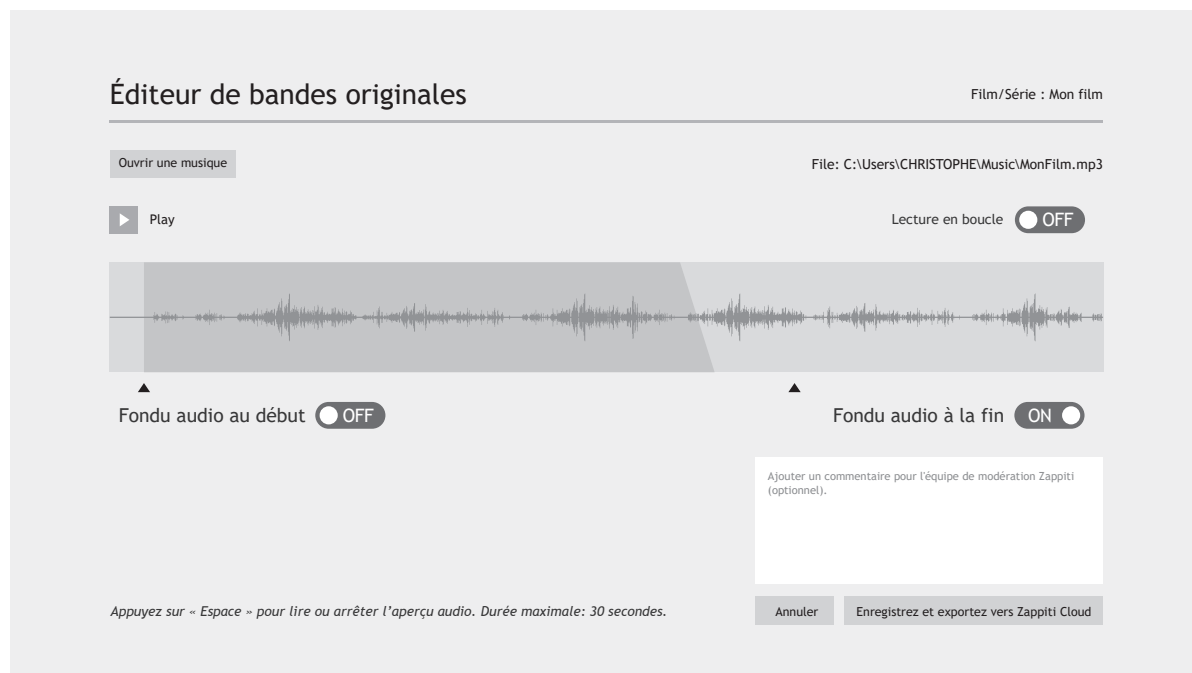 Éditeur de bandes originales
Film/Série : Mon film
Ouvrir une musique
File: C:\Users\CHRISTOPHE\Music\MonFilm.mp3
Play
Lecture en boucle
OFF
Fondu audio au début
OFF
Fondu audio à la fin
ON
Ajouter un commentaire pour l'équipe de modération Zappiti
(optionnel).
Appuyez sur « Espace » pour lire ou arrêter l’aperçu audio. Durée maximale: 30 secondes.
Annuler
Enregistrez et exportez vers Zappiti Cloud